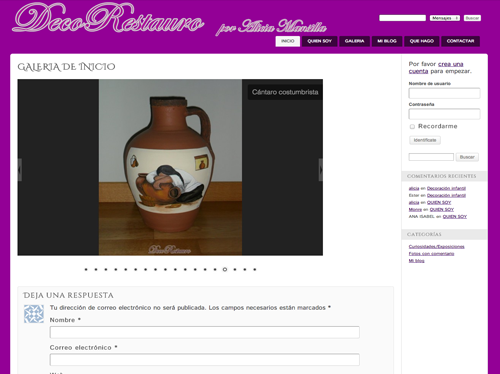 DecoRestauro por Alicia Mansilla
Mensajes Buscar
INICIO QUIEN SOY GALERIA MI BLOG QUE HAGO CONTACTAR
GALERIA DE INICIO
Cántaro costumbrista
DecoRestauro
DEJA UNA RESPUESTA
Tu dirección de correo electrónico no será publicada. Los campos necesarios están marcados *
Nombre *
Correo electrónico *
Por favor crea una
cuenta para empezar.
Nombre de usuario
Contraseña
Recordarme
Identifícate
Buscar
COMENTARIOS RECIENTES
alicia en Decoración infantil
Ester en Decoración infantil
alicia en QUIEN SOY
en QUIEN SOY
ANA ISABEL en QUIEN SOY
CATEGORÍAS
Curiosidades/Exposiciones
Fotos con comentario
Mi blog